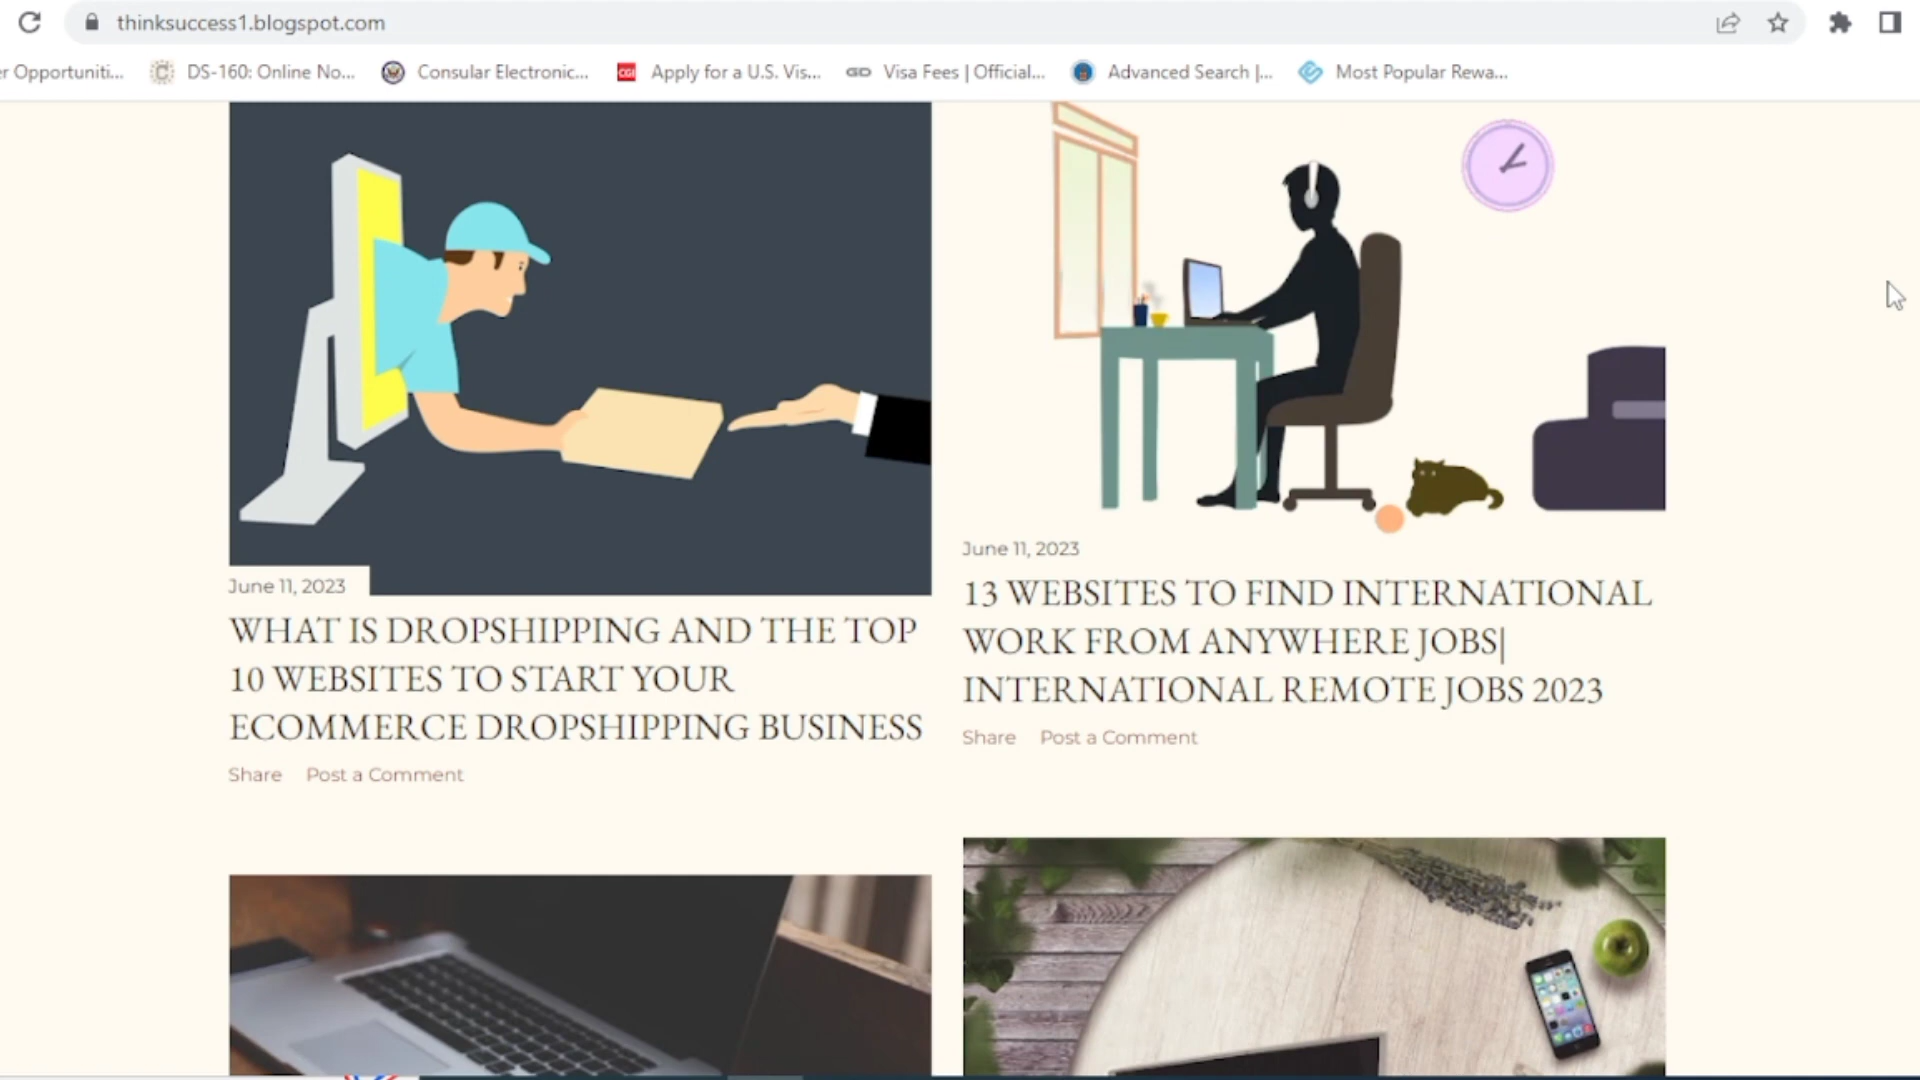 thinksuccess1.blogspot.com
er Opportuniti...
DS-160: Online No...
Consular Electronic...
CGI
Apply for a U.S. Vis...
GO
Visa Fees | Official...
Advanced Search |...
Most Popular Rewa...
June 11, 2023
WHAT IS DROPSHIPPING AND THE TOP
10 WEBSITES TO START YOUR
ECOMMERCE DROPSHIPPING BUSINESS
Share Post a Comment
June 11, 2023
13 WEBSITES TO FIND INTERNATIONAL
WORK FROM ANYWHERE JOBS|
INTERNATIONAL REMOTE JOBS 2023
Share Post a Comment